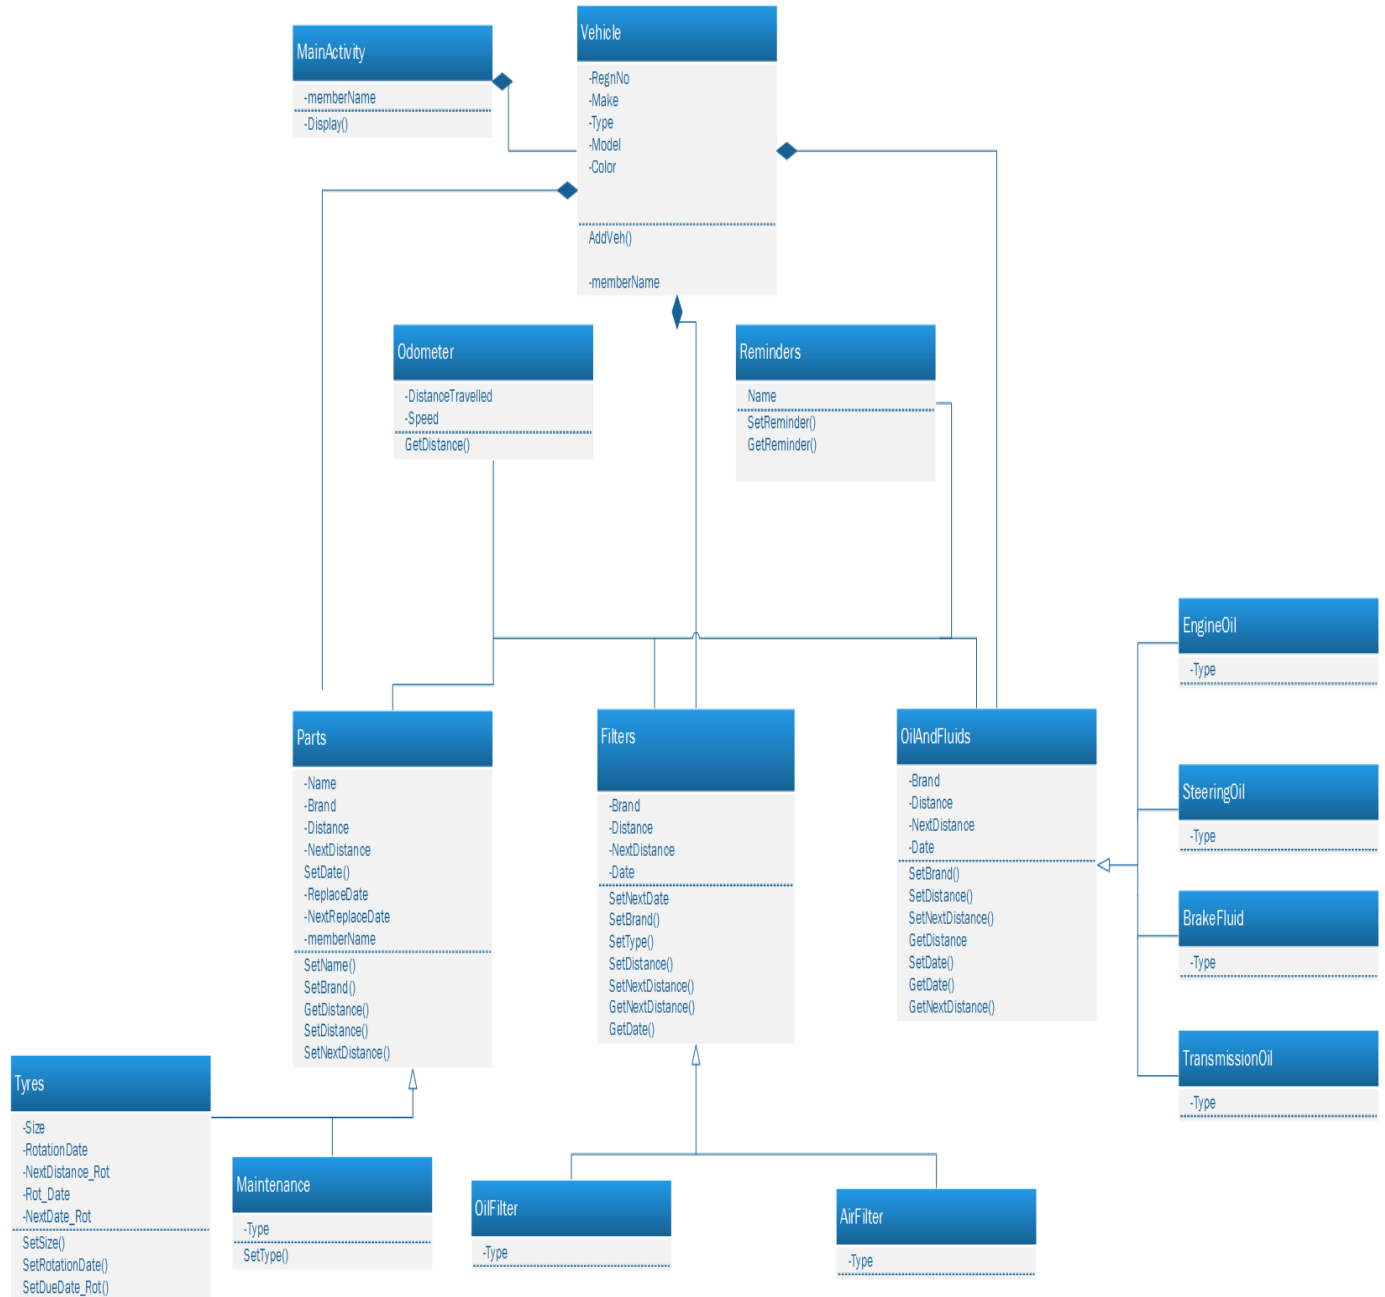 MainActivity
-memberName
-Display()
Vehicle
-RegnNo
-Make
-Type
-Model
-Color
AddVeh()
-memberName
Odometer
-DistanceTravelled
-Speed
GetDistance()
Reminders
Name
SetReminder()
GetReminder()
EngineOil
-Type
SteeringOil
-Type
BrakeFluid
-Type
TransmissionOil
-Type
Parts
-Name
-Brand
-Distance
-NextDistance
SetDate()
-ReplaceDate
-NextReplaceDate
-memberName
SetName()
SetBrand()
GetDistance()
SetDistance()
SetNextDistance()
Filters
-Brand
-Distance
-NextDistance
-Date
SetNextDate
SetBrand()
SetType()
SetDistance()
SetNextDistance()
GetNextDistance()
GetDate()
OilAndFluids
-Brand
-Distance
-NextDistance
-Date
SetBrand()
SetDistance()
SetNextDistance()
GetDistance
SetDate()
GetDate()
GetNextDistance()
Tyres
-Size
-RotationDate
-NextDistance_Rot
-Rot_Date
-NextDate_Rot
SetSize()
SetRotationDate()
SetDueDate_Rot()
Maintenance
-Type
SetType()
OilFilter
-Type
AirFilter
-Type